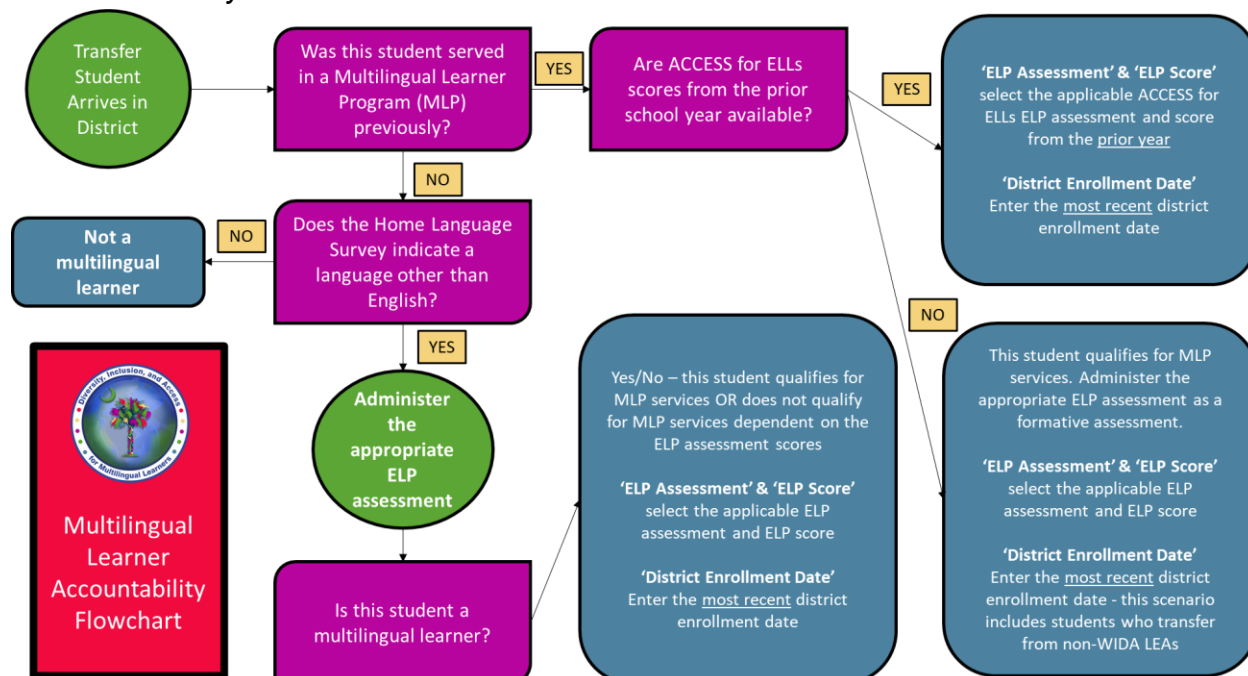 Transfer
Student
Arrives in
District
Was this student served
in a Multilingual Learner
Program (MLP)
previously?
YES
Are ACCESS for ELLs
scores from the prior
school year available?
YES
‘ELP Assessment’ & ‘ELP Score’
select the applicable ACCESS for
ELLs ELP assessment and score
from the prior year
‘District Enrollment Date’
Enter the most recent district
enrollment date
NO
Not a
multilingual
learner
NO
Does the Home Language
Survey indicate a
language other than
English?
NO
YES
Diversity, Inclusion, and Access
for Multilingual Learners
Multilingual
Learner
Accountability
Flowchart
Administer
the
appropriate
ELP
assessment
Is this student a
multilingual learner?
Yes/No – this student qualifies for
MLP services OR does not qualify
for MLP services dependent on the
ELP assessment scores
‘ELP Assessment’ & ‘ELP Score’
select the applicable ELP
assessment and ELP score
‘District Enrollment Date’
Enter the most recent district
enrollment date
This student qualifies for MLP
services. Administer the
appropriate ELP assessment as a
formative assessment.
‘ELP Assessment’ & ‘ELP Score’
select the applicable ELP
assessment and ELP score
‘District Enrollment Date’
Enter the most recent district
enrollment date - this scenario
includes students who transfer
from non-WIDA LEAs